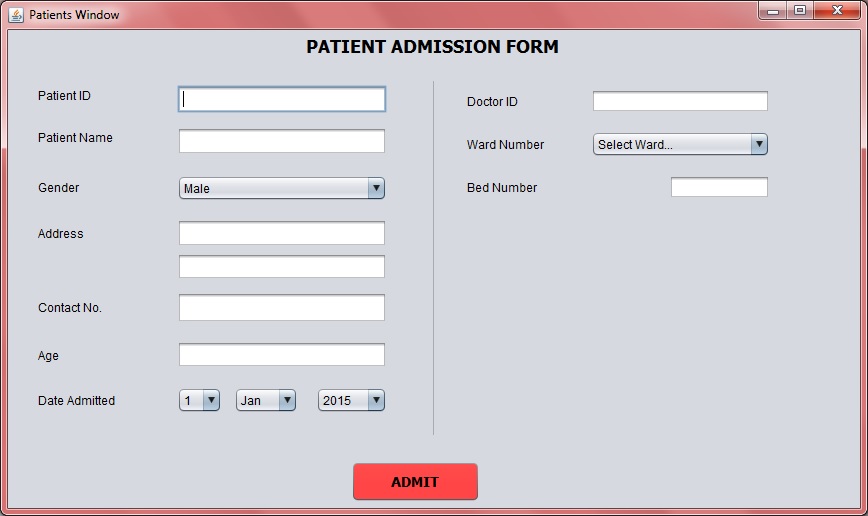 Patients Window
PATIENT ADMISSION FORM
Patient ID
Patient Name
Gender
Male
Address
Contact No.
Age
Date Admitted
1 Jan 2015
Doctor ID
Ward Number
Select Ward...
Bed Number
ADMIT